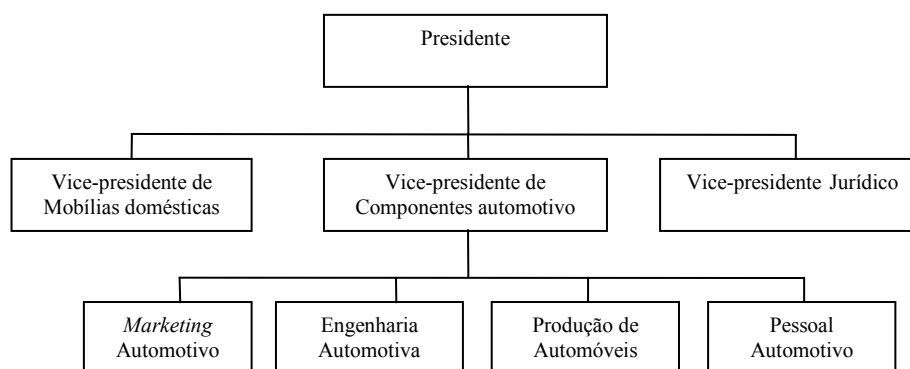 Presidente
Vice-presidente de
Mobílias domésticas
Vice-presidente de
Componentes automotivo
Vice-presidente Jurídico
Marketing
Automotivo
Engenharia
Automotiva
Produção de
Automóveis
Pessoal
Automotivo